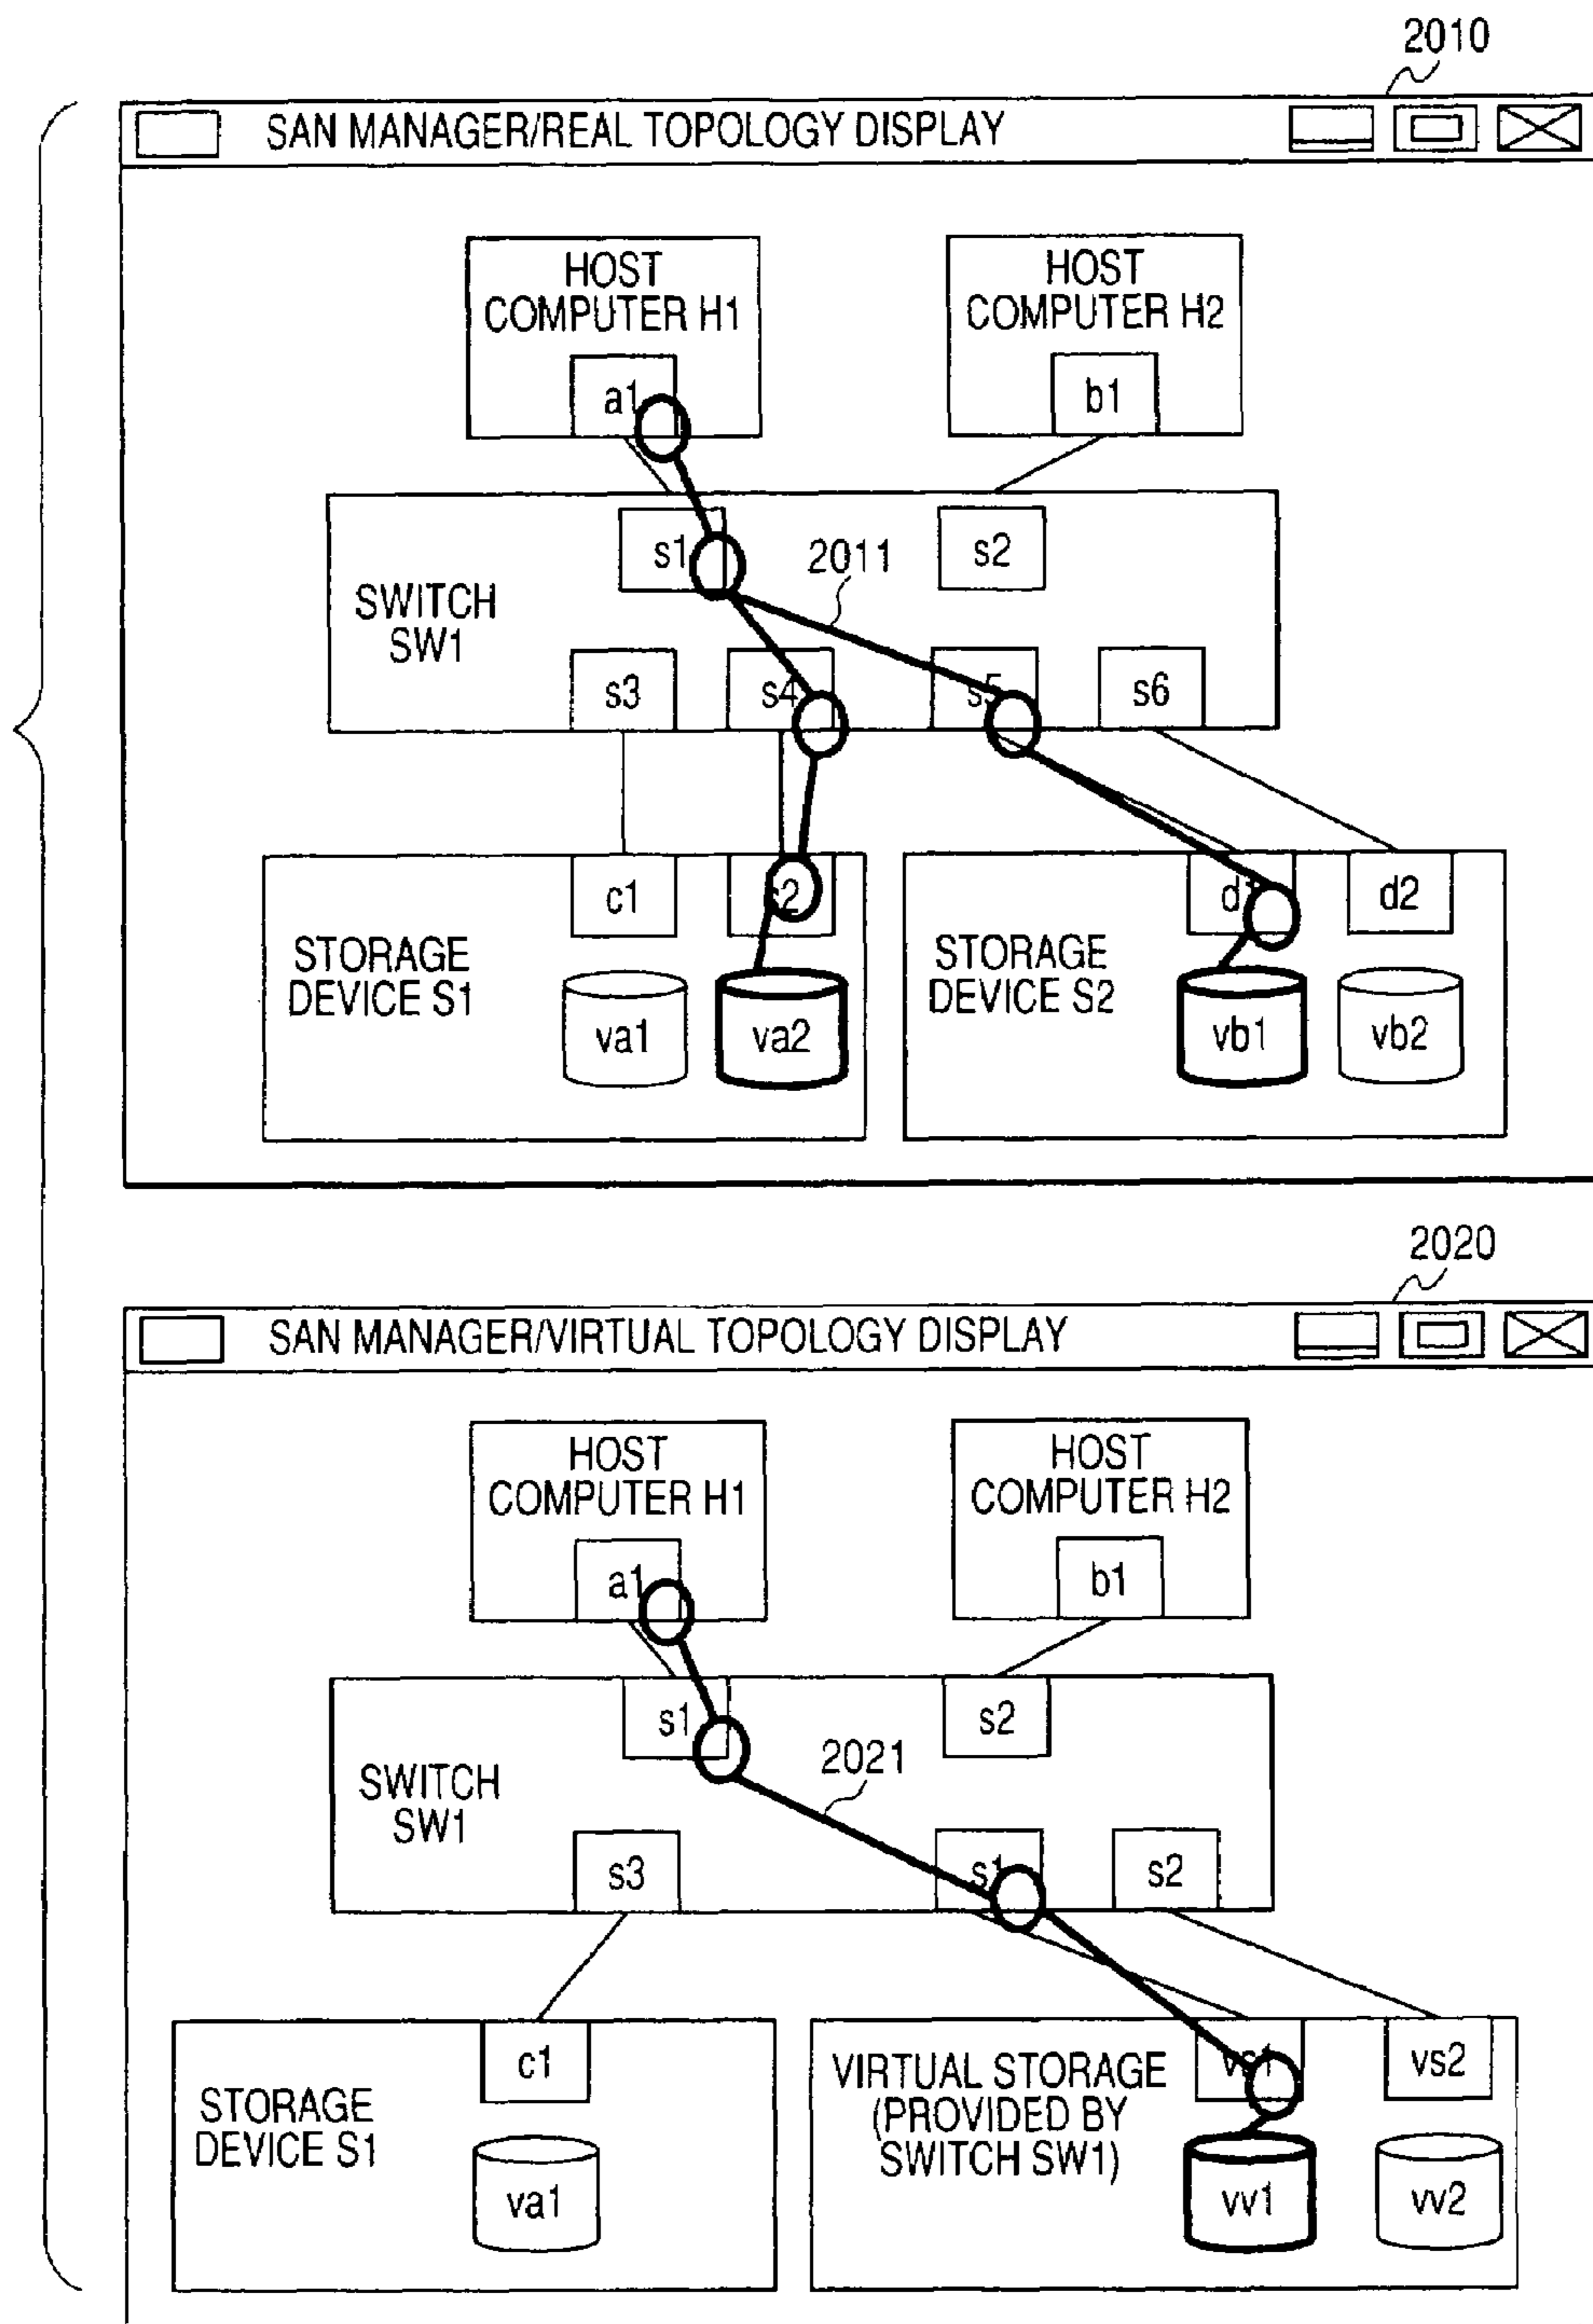 2010
SAN MANAGER/REAL TOPOLOGY DISPLAY
HOST
COMPUTER H1
a1
HOST
COMPUTER H2
b1
s1
2011
s2
SWITCH
SW1
s3
s4
s5
s6
c1
d2
STORAGE
DEVICE S1
va1
va2
STORAGE
DEVICE S2
vb1
vb2
2020
SAN MANAGER/VIRTUAL TOPOLOGY DISPLAY
HOST
COMPUTER H1
a1
HOST
COMPUTER H2
b1
s1
s2
2021
SWITCH
SW1
s3
s1
s2
c1
STORAGE
DEVICE S1
va1
VIRTUAL STORAGE
(PROVIDED BY
SWITCH SW1)
vs1
vs2
vv1
vv2